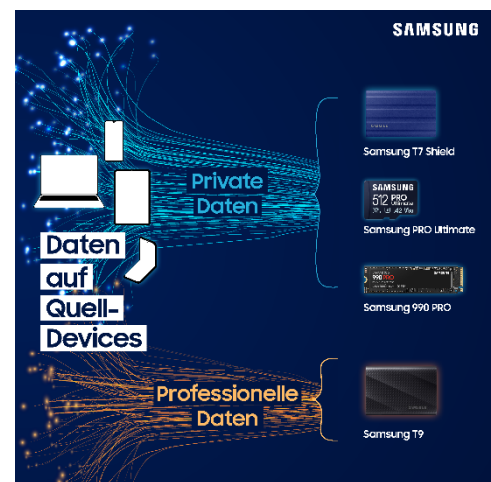 SAMSUNG
Samsung T7 Shield
Private
Daten
SAMSUNG
512 PRO
Ultimate
Samsung PRO Ultimate
Daten
auf
Quell-
Devices
990 PRO
Samsung 990 PRO
Professionelle
Daten
SAMSUNG
Samsung T9